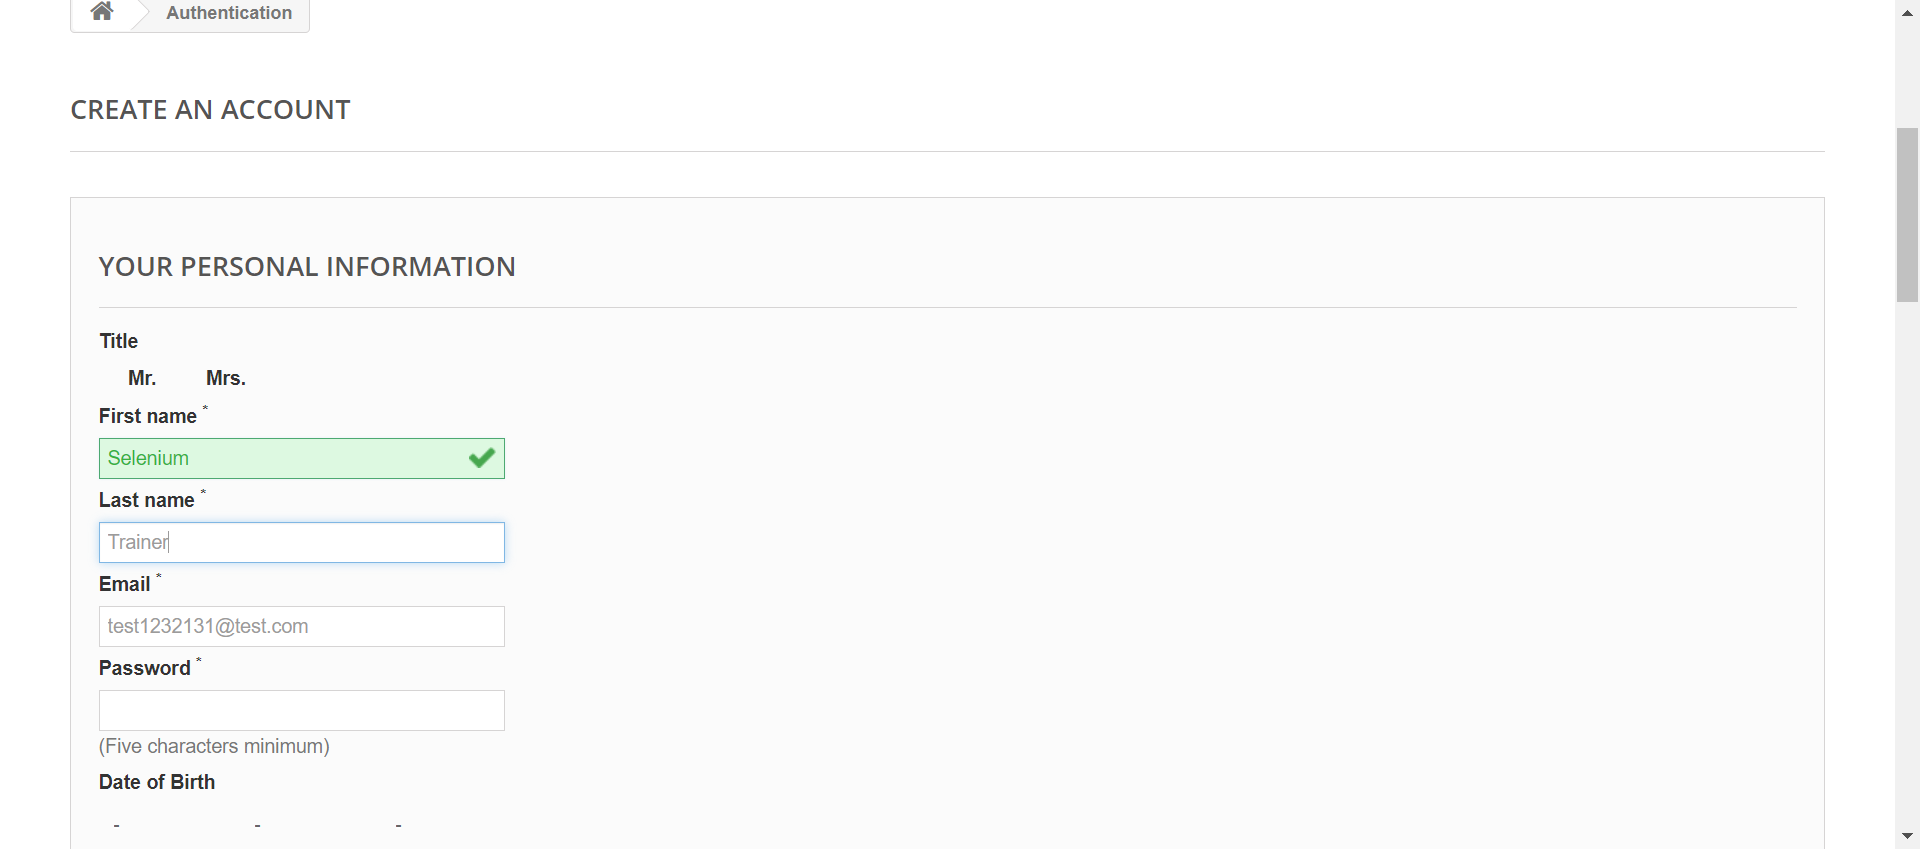 Authentication
CREATE AN ACCOUNT
YOUR PERSONAL INFORMATION
Title
Mr. Mrs.
First name *
Selenium
Last name *
Trainer
Email *
test1232131@test.com
Password *
(Five characters minimum)
Date of Birth
- - -